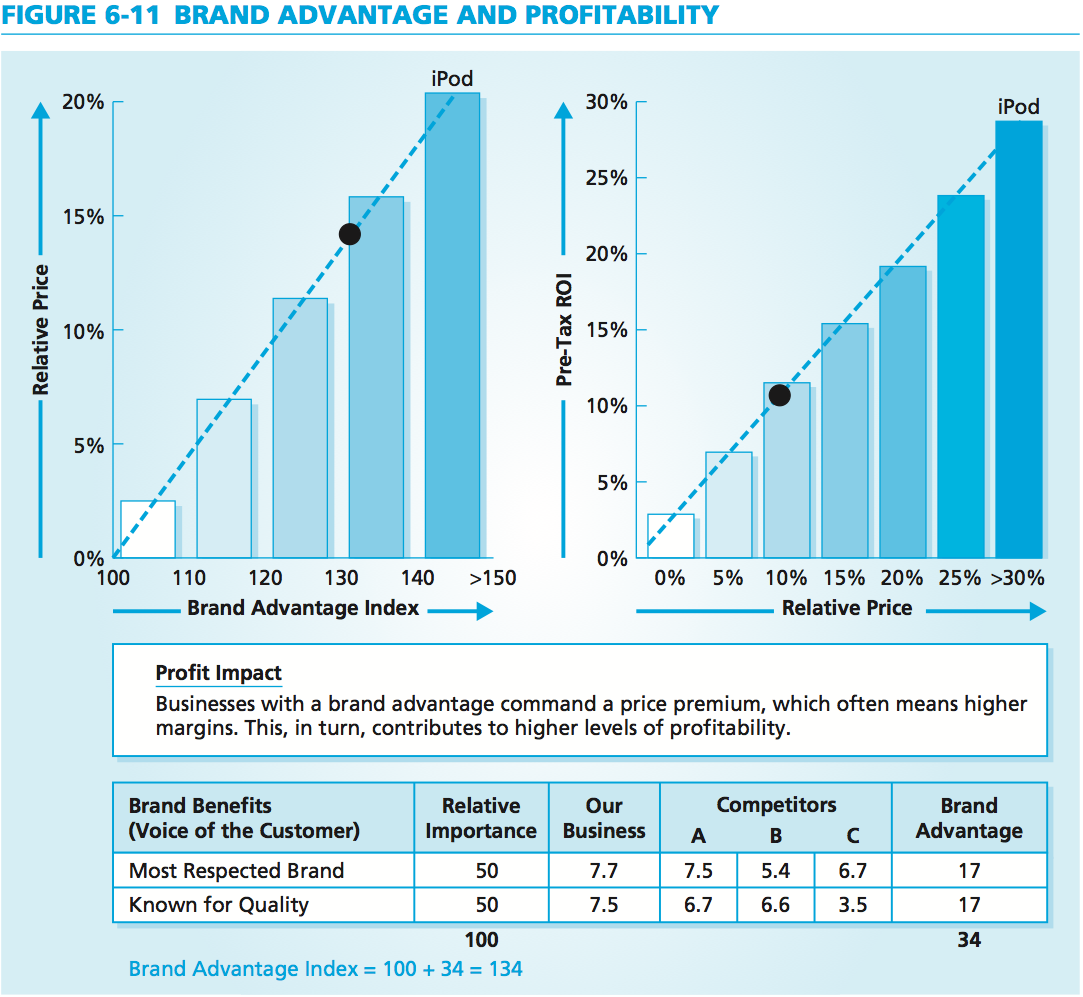 FIGURE 6-11 BRAND ADVANTAGE AND PROFITABILITY
Relative Price
20%
15%
10%
5%
0%
iPod
100 110 120 130 140 >150
Brand Advantage Index
Pre-Tax ROI
30%
25%
20%
15%
10%
5%
0%
iPod
0% 5% 10% 15% 20% 25% >30%
Relative Price
Profit Impact
Businesses with a brand advantage command a price premium, which often means higher
margins. This, in turn, contributes to higher levels of profitability.
Brand Benefits
(Voice of the Customer)
Relative
Importance
Our
Business
Competitors
A B C
Brand
Advantage
Most Respected Brand 50 7.7 7.5 5.4 6.7 17
Known for Quality 50 7.5 6.7 6.6 3.5 17
100 34
Brand Advantage Index = 100 + 34 = 134